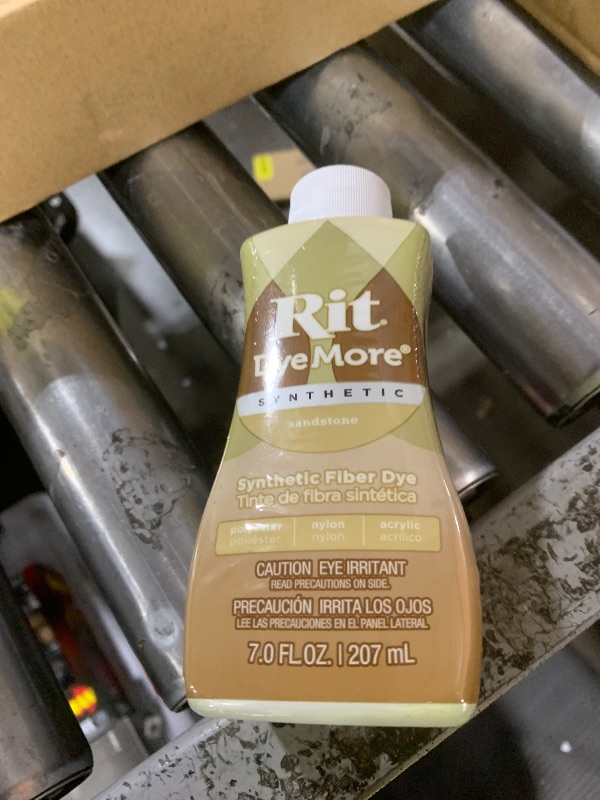 Rit
DyeMore®
SYNTHETIC
sandstone
Synthetic Fiber Dye
Tinte de fibra sintética
polyester nylon acrylic
poliéster nylon acrílico
CAUTION EYE IRRITANT
READ PRECAUTIONS ON SIDE.
PRECAUCIÓN IRRITA LOS OJOS
LEE LAS PRECAUCIONES EN EL PANEL LATERAL
7.0 FL.OZ. | 207 mL